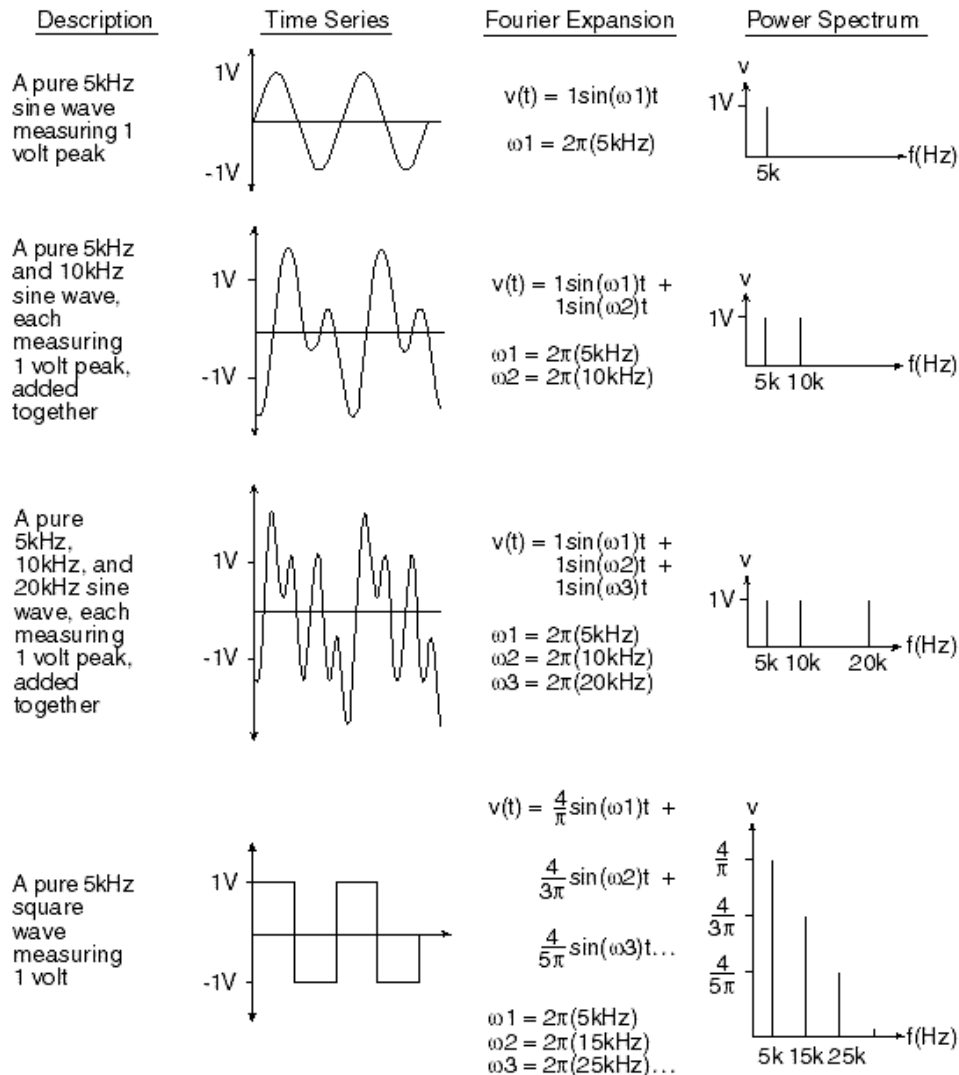 Description
Time Series
Fourier Expansion
Power Spectrum
A pure 5kHz
sine wave
measuring 1
volt peak
1V
-1V
v(t) = 1sin(ω1)t
ω1 = 2π(5kHz)
v
1V
5k
f(Hz)
A pure 5kHz
and 10kHz
sine wave,
each
measuring
1 volt peak,
added
together
1V
-1V
v(t) = 1sin(ω1)t +
1sin(ω2)t
ω1 = 2π(5kHz)
ω2 = 2π(10kHz)
v
1V
5k 10k
f(Hz)
A pure
5kHz,
10kHz, and
20kHz sine
wave, each
measuring
1 volt peak,
added
together
1V
-1V
v(t) = 1sin(ω1)t +
1sin(ω2)t +
1sin(ω3)t
ω1 = 2π(5kHz)
ω2 = 2π(10kHz)
ω3 = 2π(20kHz)
v
1V
5k 10k 20k
f(Hz)
A pure 5kHz
square
wave
measuring
1 volt
1V
-1V
v(t) = 4/π sin(ω1)t +
4/3π sin(ω2)t +
4/5π sin(ω3)t...
ω1 = 2π(5kHz)
ω2 = 2π(15kHz)
ω3 = 2π(25kHz)...
v
4/π
4/3π
4/5π
5k 15k 25k
f(Hz)